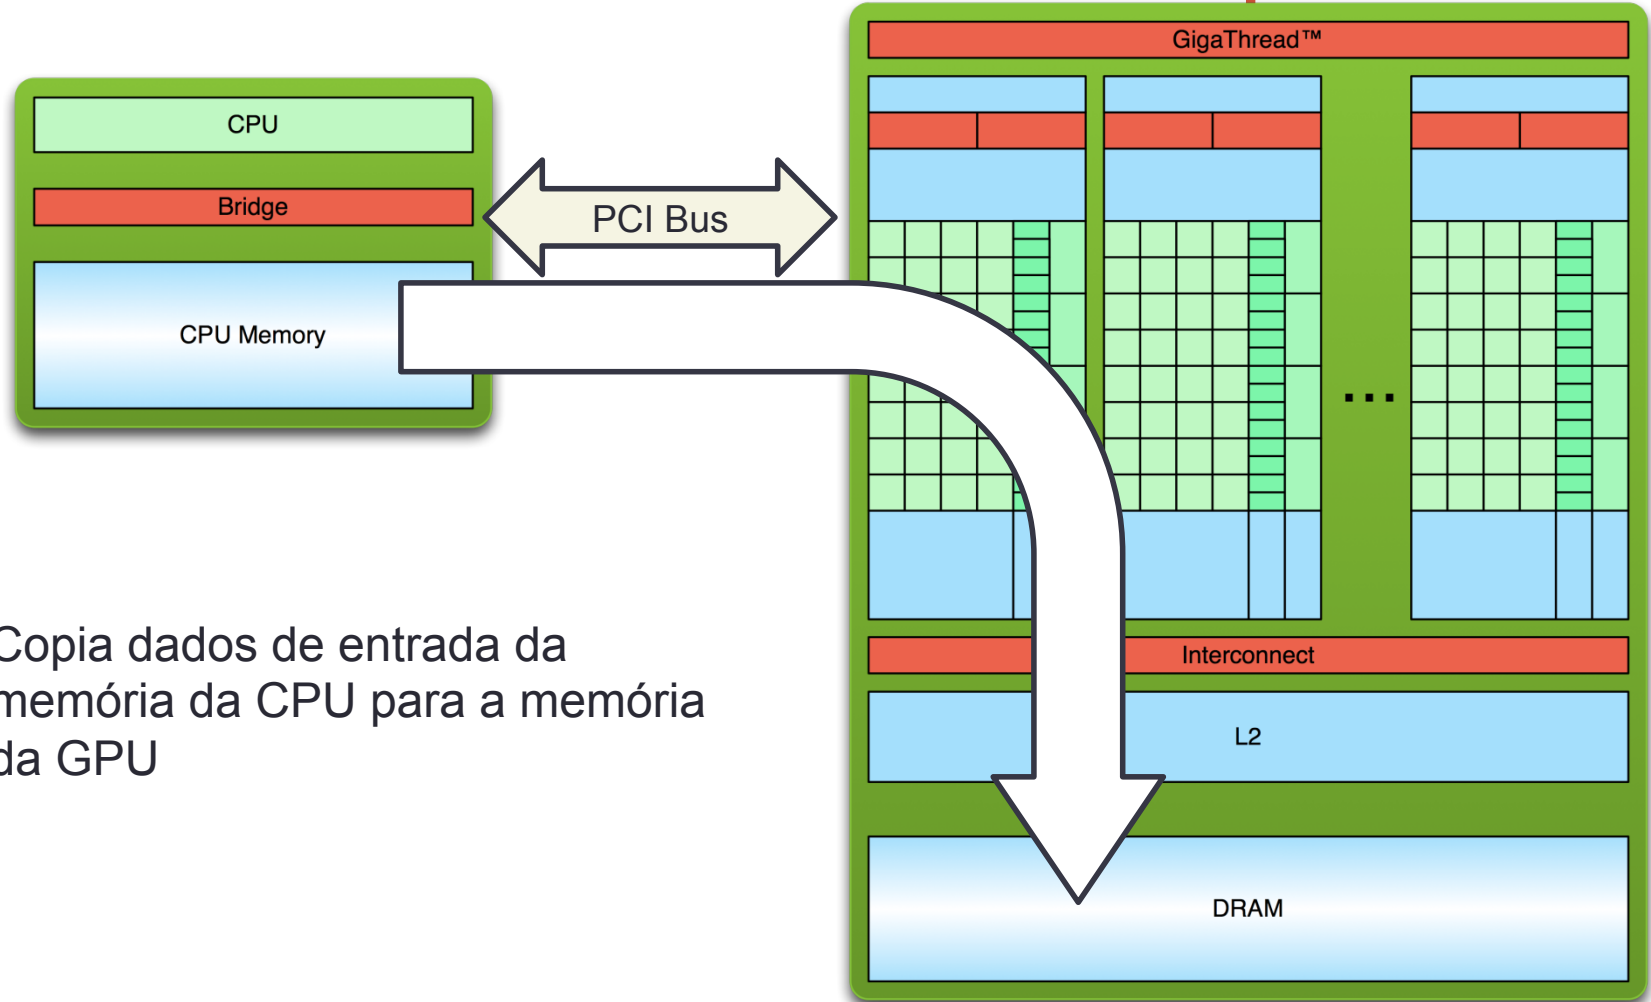 GigaThread™
CPU
Bridge
PCI Bus
CPU Memory
...
Copia dados de entrada da
memória da CPU para a memória
da GPU
Interconnect
L2
DRAM